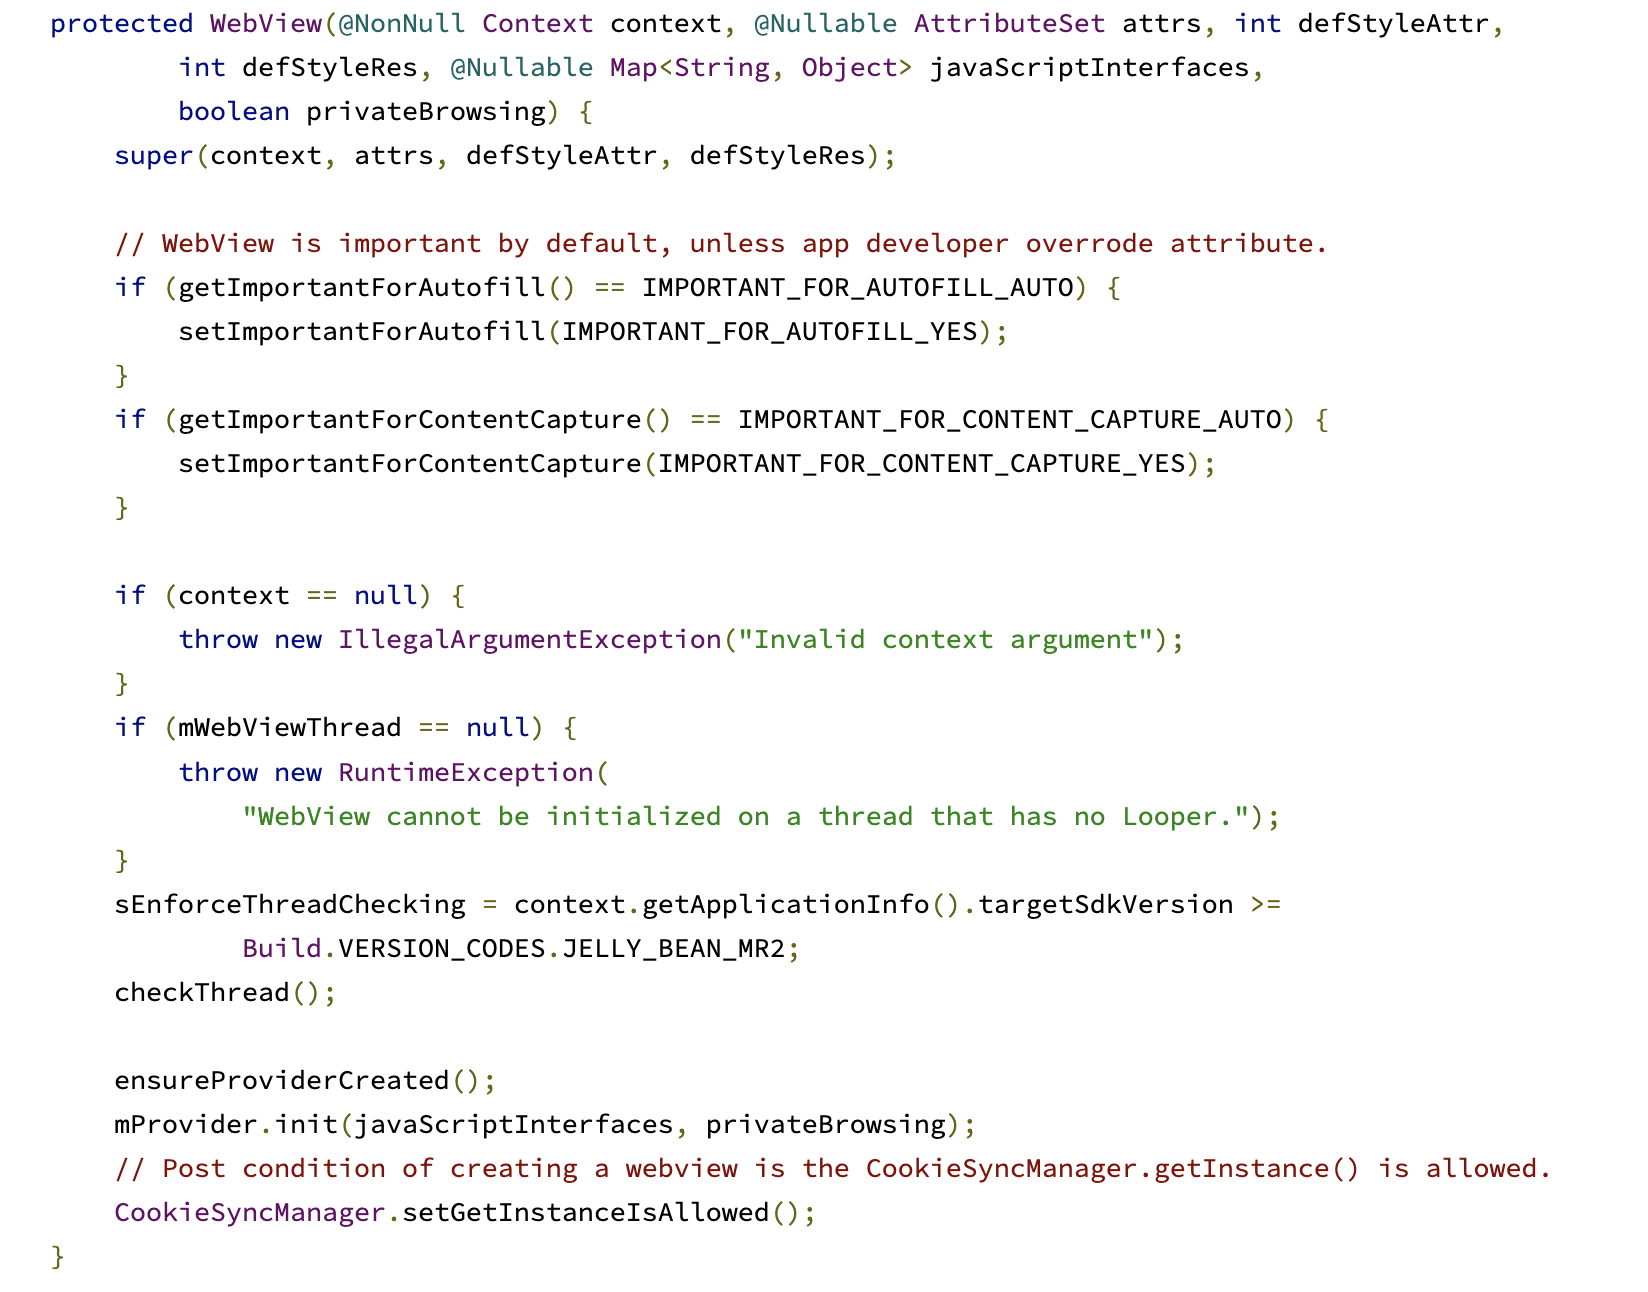 protected WebView(@NonNull Context context, @Nullable AttributeSet attrs, int defStyleAttr,
        int defStyleRes, @Nullable Map<String, Object> javaScriptInterfaces,
        boolean privateBrowsing) {
    super(context, attrs, defStyleAttr, defStyleRes);

    // WebView is important by default, unless app developer overrode attribute.
    if (getImportantForAutofill() == IMPORTANT_FOR_AUTOFILL_AUTO) {
        setImportantForAutofill(IMPORTANT_FOR_AUTOFILL_YES);
    }
    if (getImportantForContentCapture() == IMPORTANT_FOR_CONTENT_CAPTURE_AUTO) {
        setImportantForContentCapture(IMPORTANT_FOR_CONTENT_CAPTURE_YES);
    }

    if (context == null) {
        throw new IllegalArgumentException("Invalid context argument");
    }
    if (mWebViewThread == null) {
        throw new RuntimeException(
            "WebView cannot be initialized on a thread that has no Looper.");
    }
    sEnforceThreadChecking = context.getApplicationInfo().targetSdkVersion >=
            Build.VERSION_CODES.JELLY_BEAN_MR2;
    checkThread();

    ensureProviderCreated();
    mProvider.init(javaScriptInterfaces, privateBrowsing);
    // Post condition of creating a webview is the CookieSyncManager.getInstance() is allowed.
    CookieSyncManager.setGetInstanceIsAllowed();
}